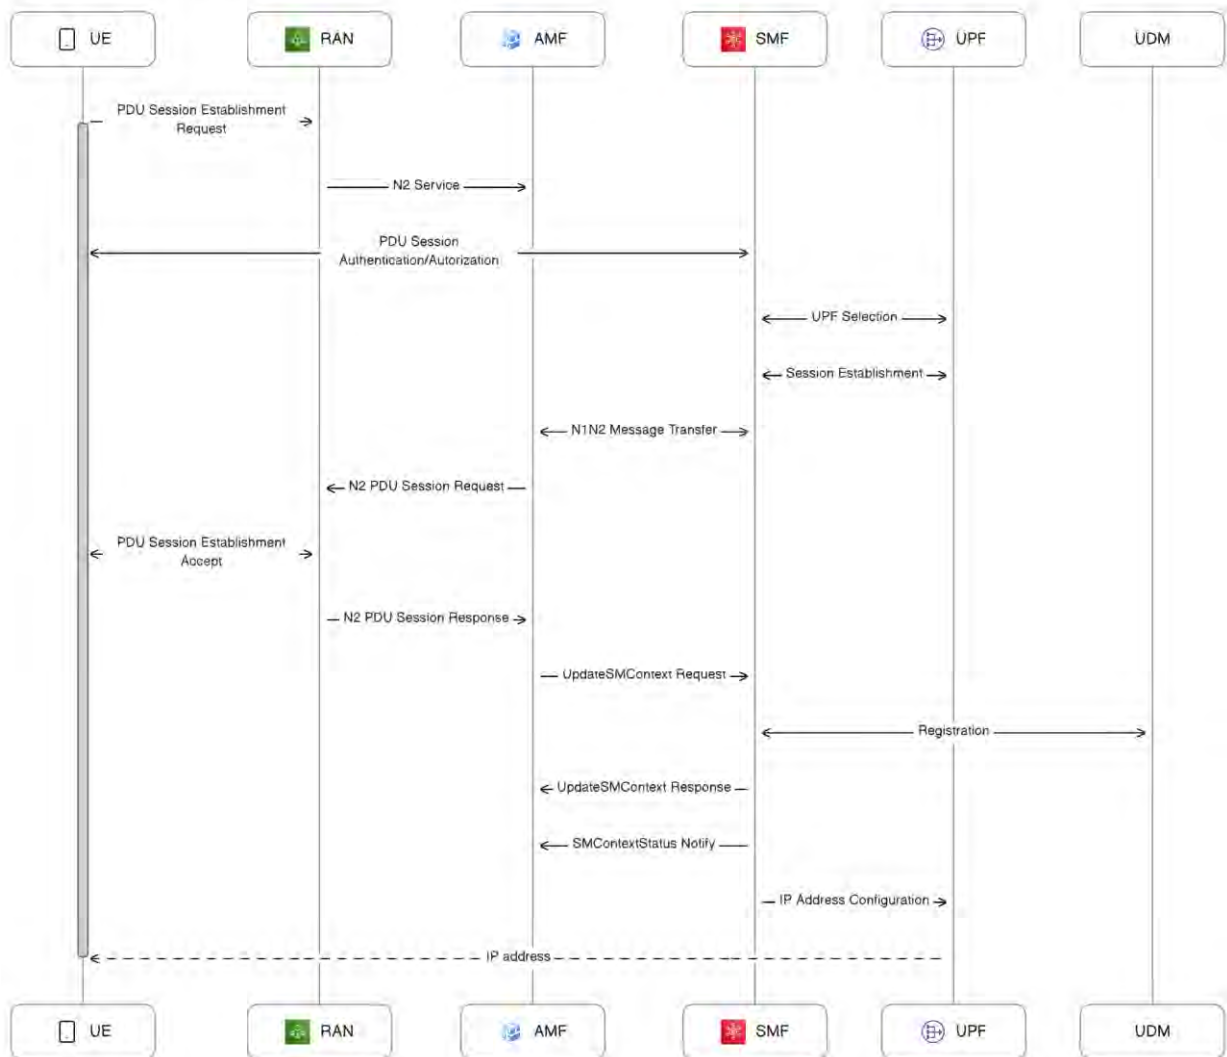 UE
RAN
AMF
SMF
UPF
UDM
PDU Session Establishment
Request
N2 Service
PDU Session
Authentication/Autorization
UPF Selection
Session Establishment
N1N2 Message Transfer
N2 PDU Session Request
PDU Session Establishment
Accept
N2 PDU Session Response
UpdateSMContext Request
Registration
UpdateSMContext Response
SMContextStatus Notify
IP Address Configuration
IP address
UE
RAN
AMF
SMF
UPF
UDM